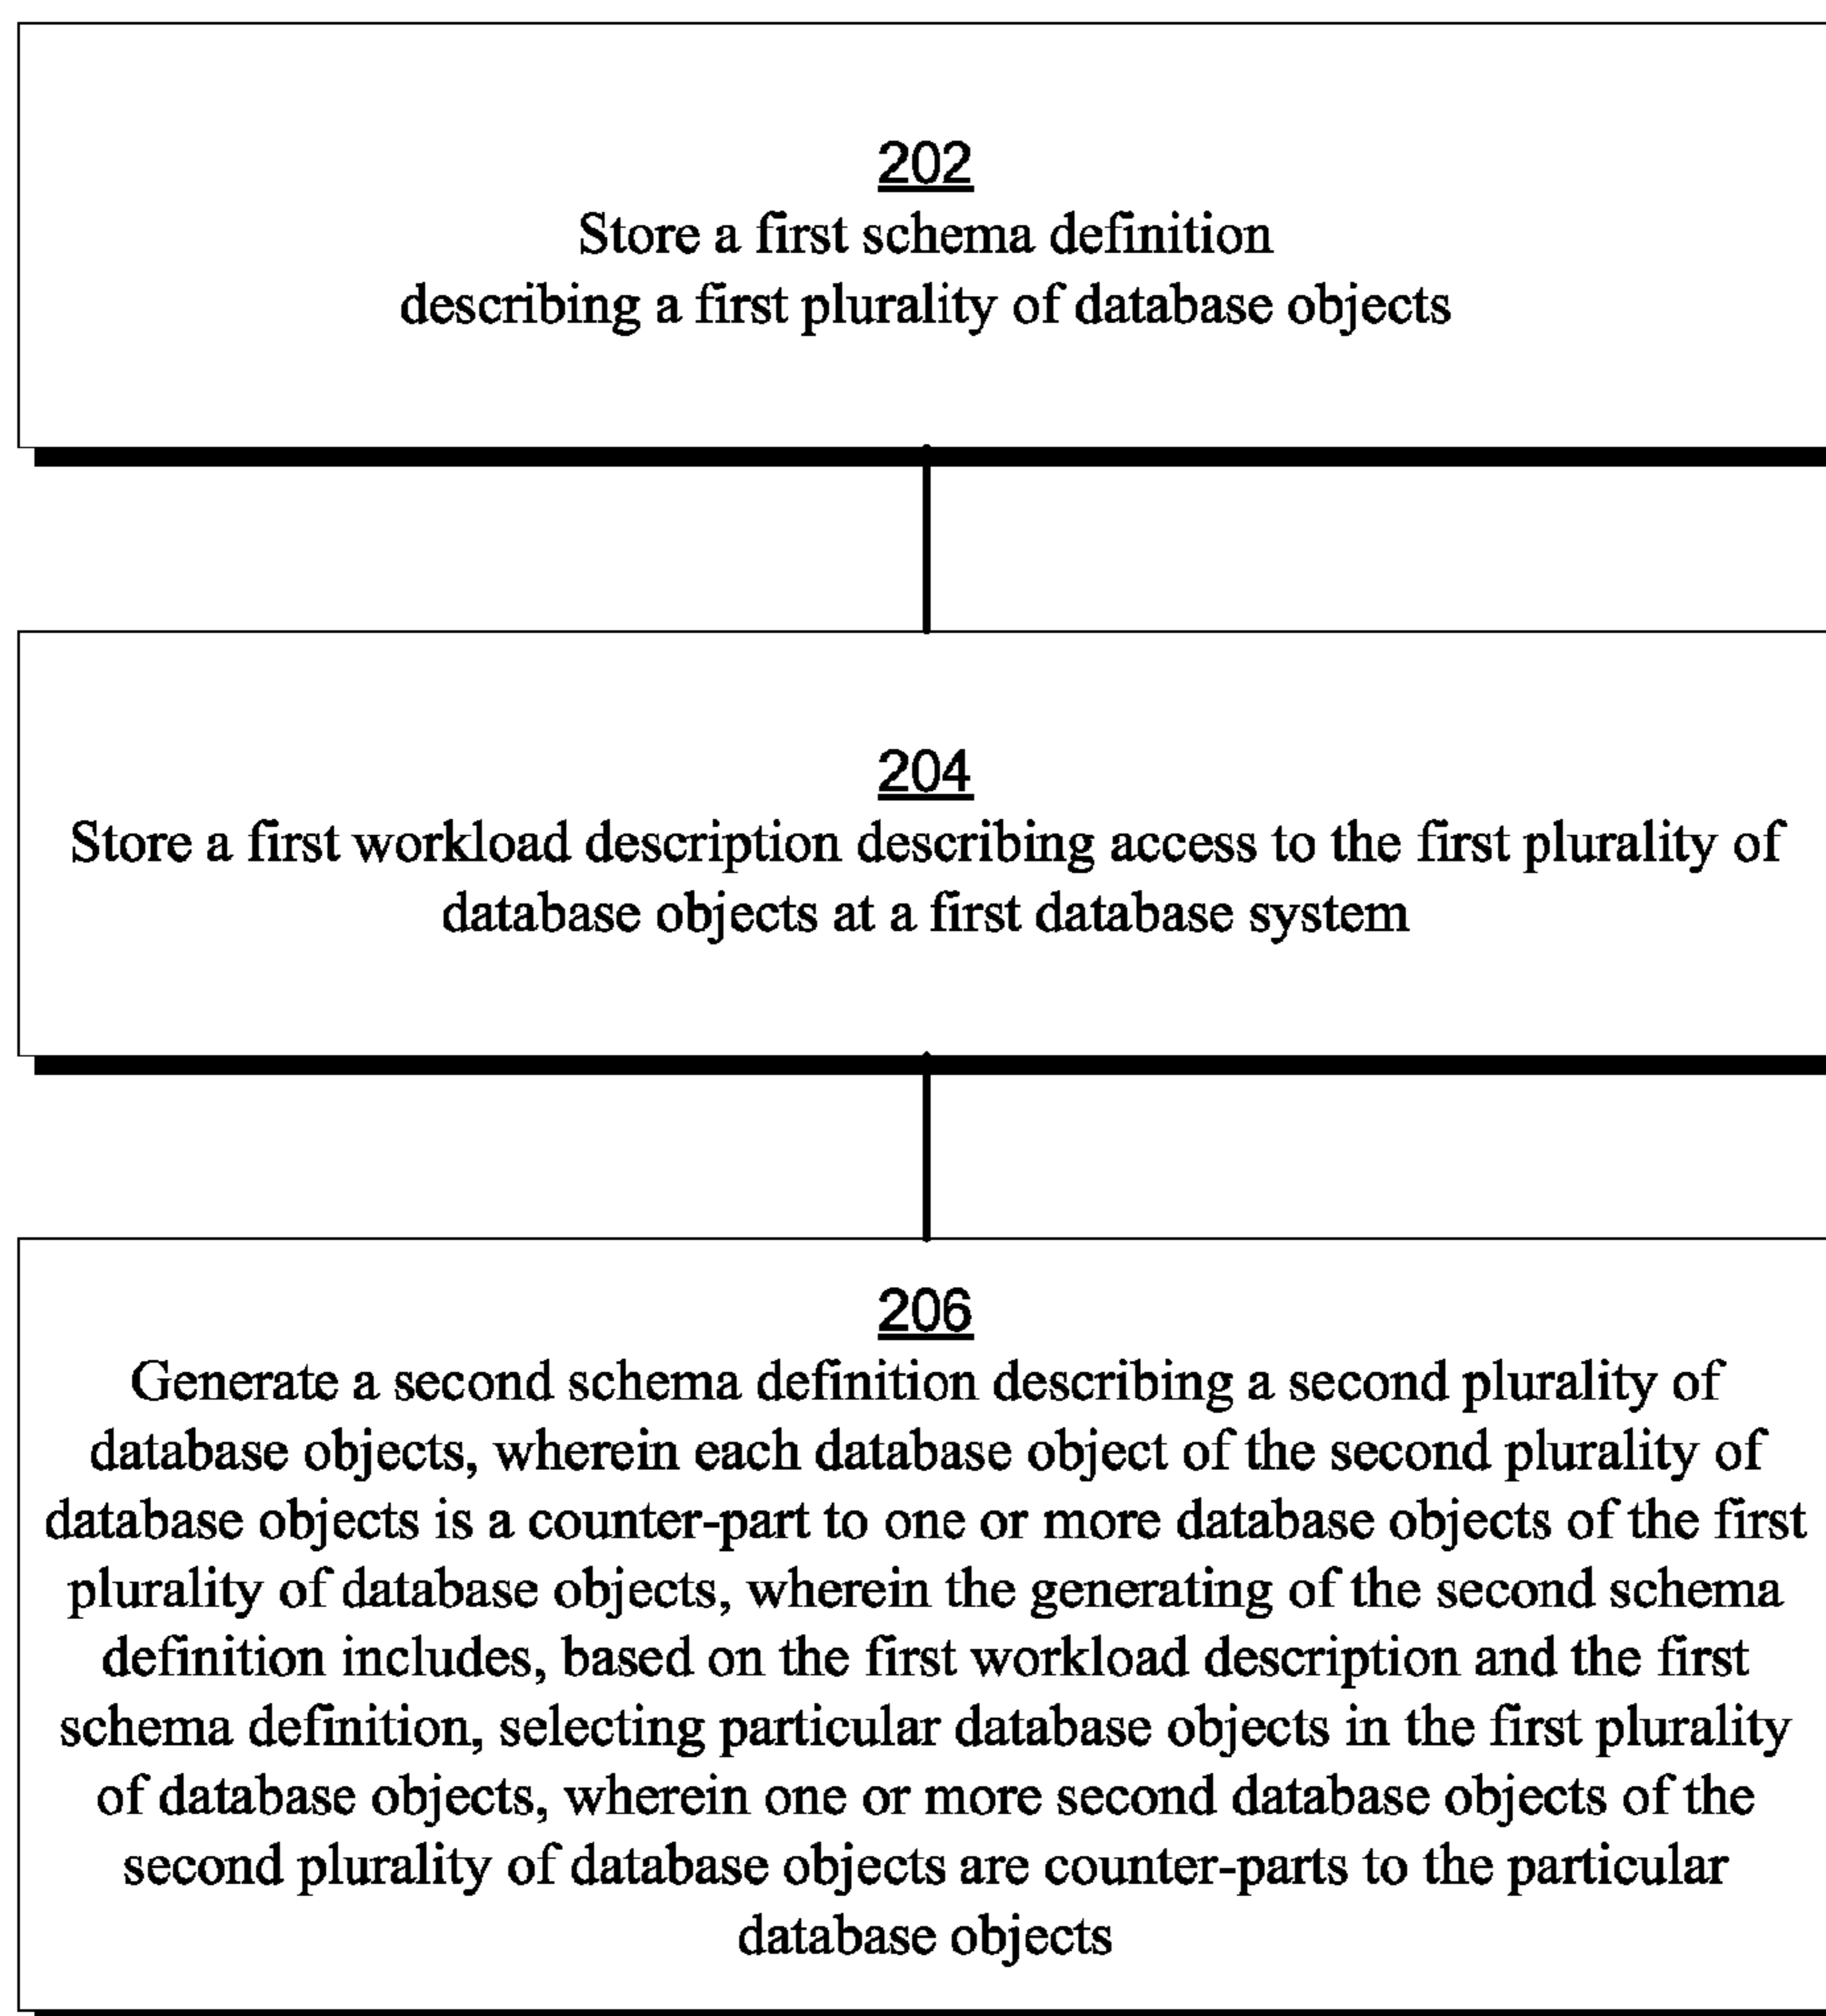 202
Store a first schema definition
describing a first plurality of database objects
204
Store a first workload description describing access to the first plurality of
database objects at a first database system
206
Generate a second schema definition describing a second plurality of
database objects, wherein each database object of the second plurality of
database objects is a counter-part to one or more database objects of the first
plurality of database objects, wherein the generating of the second schema
definition includes, based on the first workload description and the first
schema definition, selecting particular database objects in the first plurality
of database objects, wherein one or more second database objects of the
second plurality of database objects are counter-parts to the particular
database objects